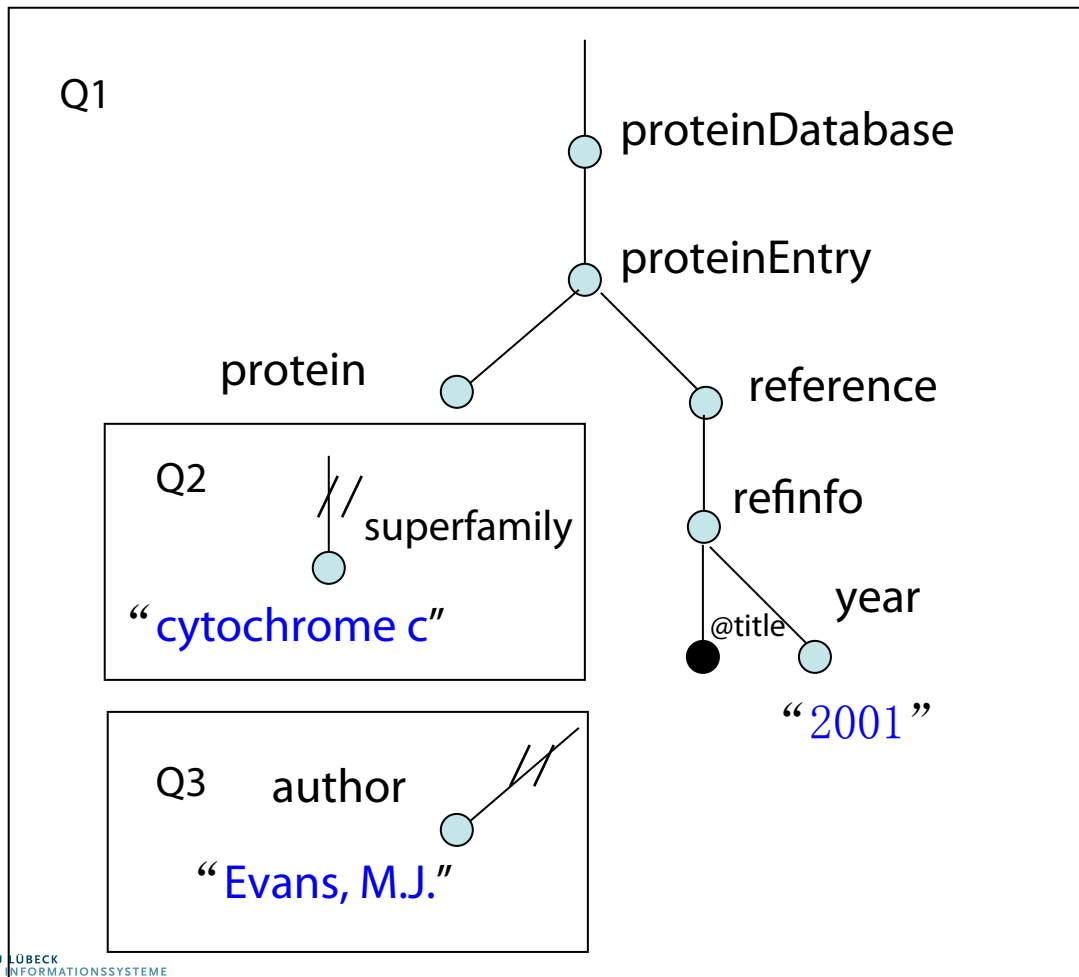 Q1
proteinDatabase
proteinEntry
protein
reference
Q2
refinfo
superfamily
“cytochrome c”
year
@title
“2001”
Q3
author
“Evans, M.J.”
LÜBECK
INFORMATIONSSYSTEME